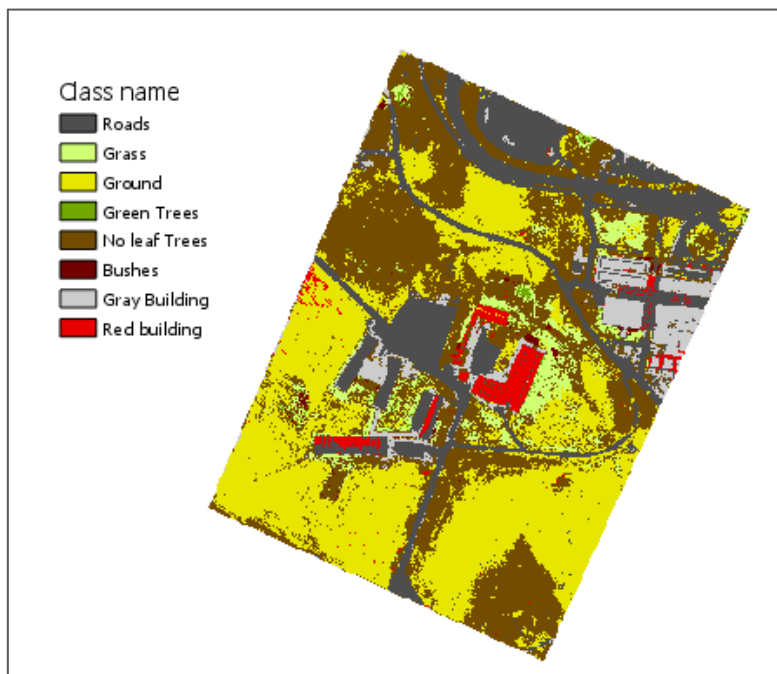 Class name
Roads
Grass
Ground
Green Trees
No leaf Trees
Bushes
Gray Building
Red building